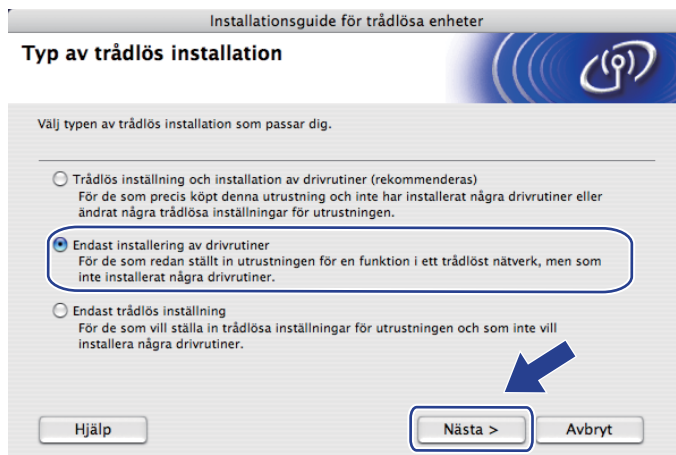 Installationsguide för trådlösa enheter
Typ av trådlös installation
Välj typen av trådlös installation som passar dig.
Trådlös inställning och installation av drivrutiner (rekommenderas)
För de som precis köpt denna utrustning och inte har installerat några drivrutiner eller
ändrat några trådlösa inställningar för utrustningen.
Endast installering av drivrutiner
För de som redan ställt in utrustningen för en funktion i ett trådlöst nätverk, men som
inte installerat några drivrutiner.
Endast trådlös inställning
För de som vill ställa in trådlösa inställningar för utrustningen och som inte vill
installera några drivrutiner.
Hjälp
Nästa >
Avbryt